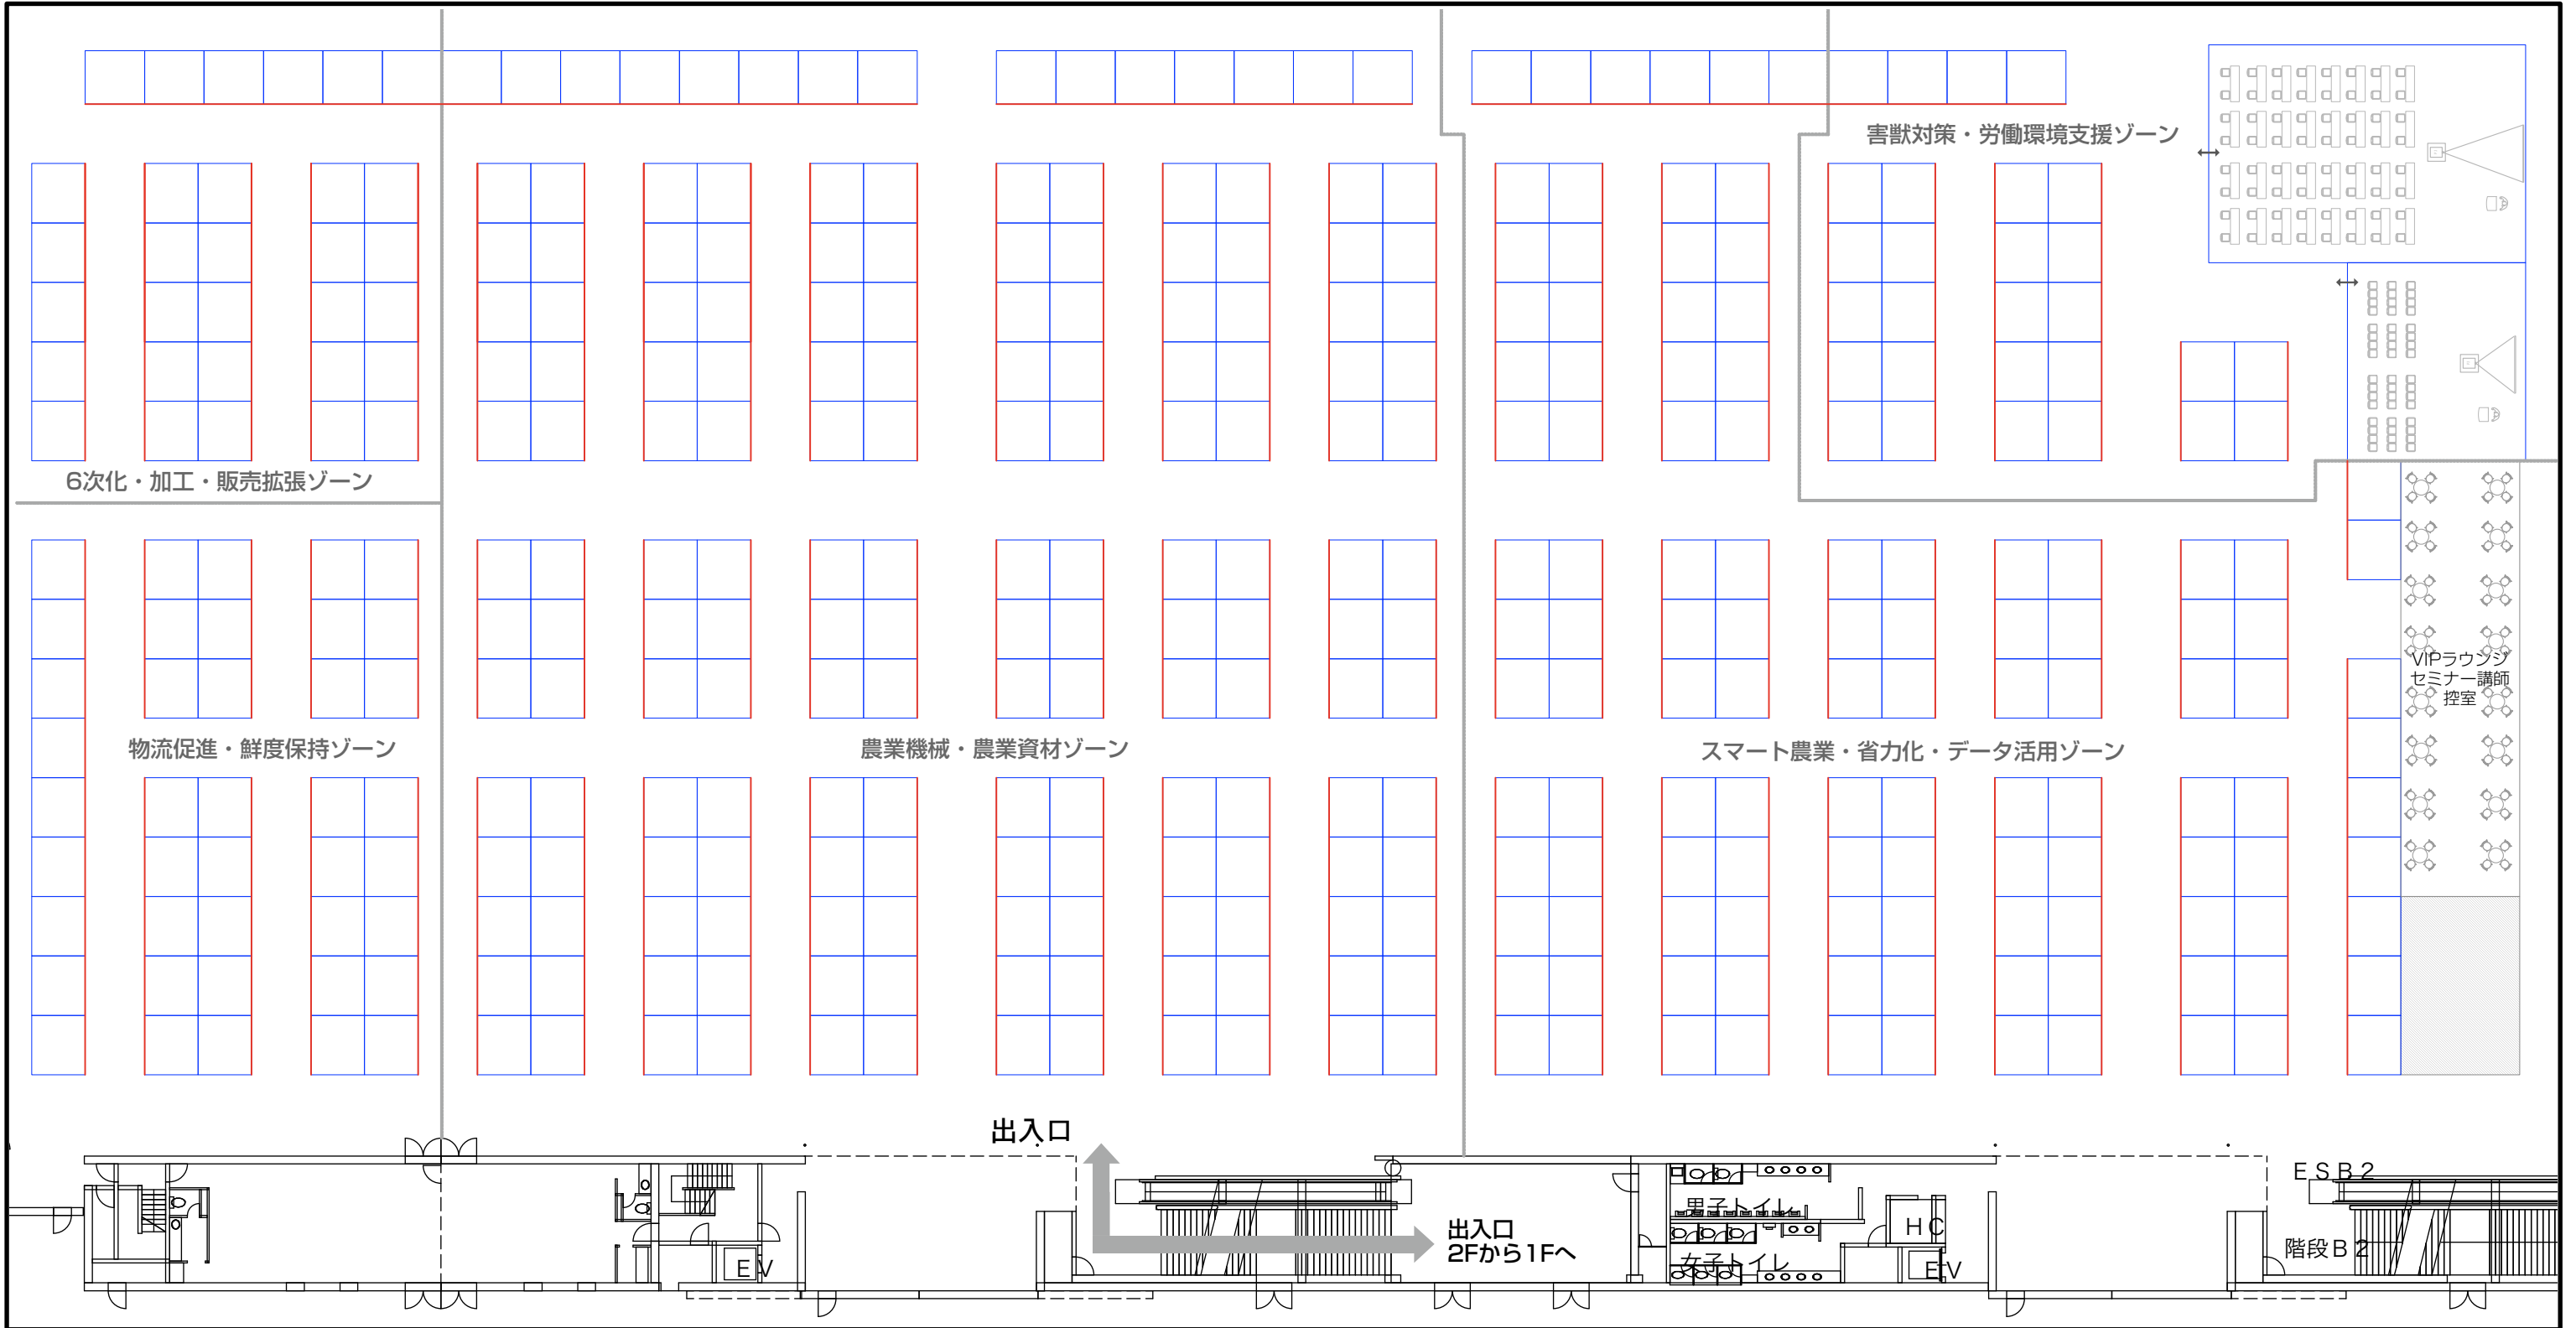 害獣対策・労働環境支援ゾーン
6次化・加工・販売拡張ゾーン
VIPラウンジ
セミナー講師
控室
物流促進・鮮度保持ゾーン
農業機械・農業資材ゾーン
スマート農業・省力化・データ活用ゾーン
出入口
ESB2
男子トイレ
HC
出入口
2Fから1Fへ
階段B2
女子トイレ
EV
EV